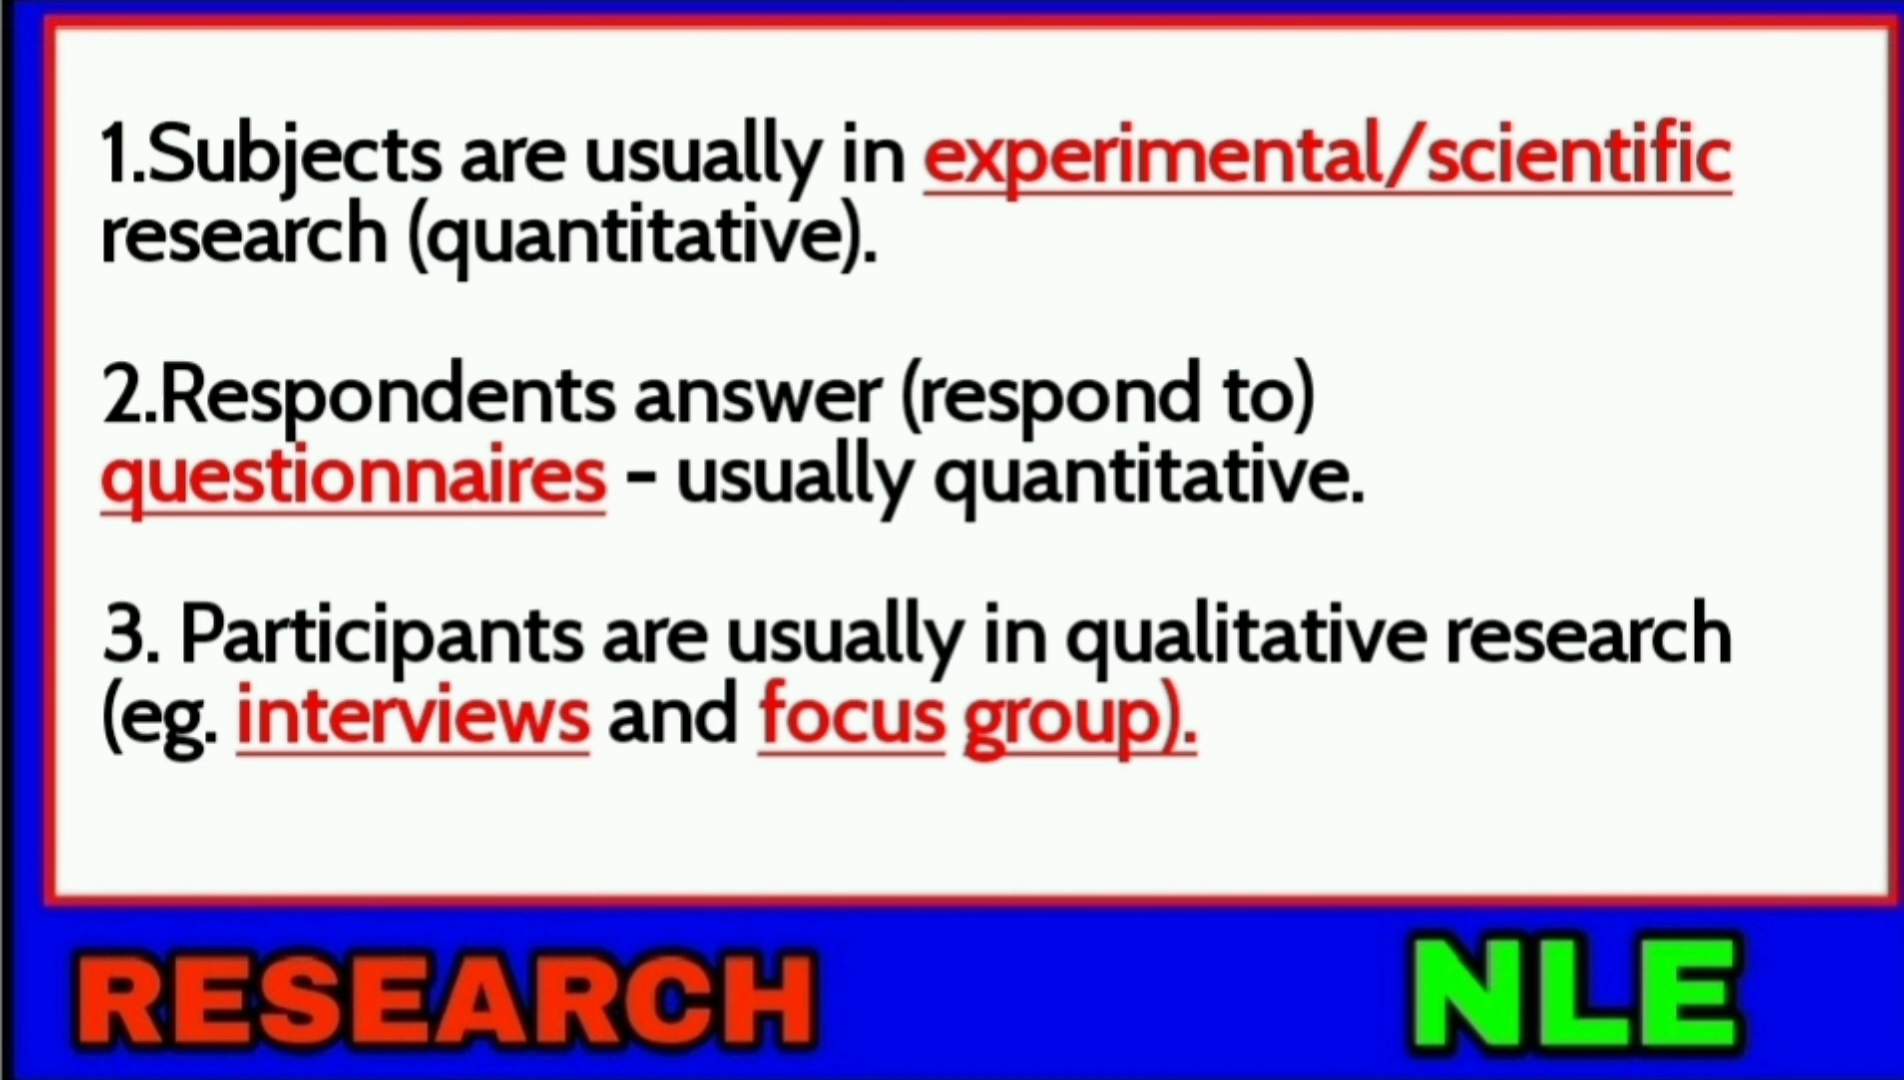 1.Subjects are usually in experimental/scientific
research (quantitative).
2.Respondents answer (respond to)
questionnaires - usually quantitative.
3. Participants are usually in qualitative research
(eg. interviews and focus group).
RESEARCH
NLE